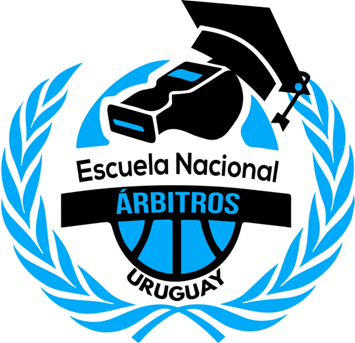 Escuela Nacional
ÁRBITROS
URUGUAY